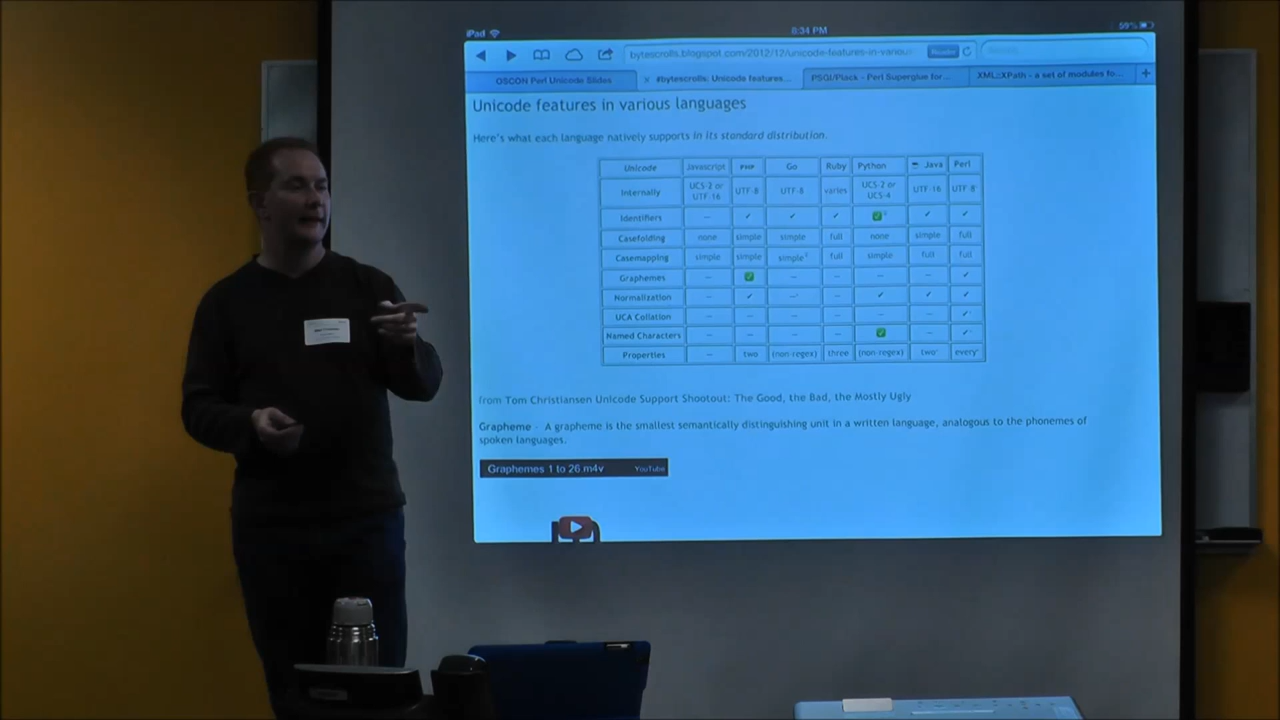 iPad 8:34 PM 59%
bytescrolls.blogspot.com/2012/12/unicode-features-in-variou Reader
OSCON Perl Unicode Slides × #bytescrolls: Unicode features... PSGI/Plack - Perl Superglue for... XML::XPath - a set of modules fo... +
Unicode features in various languages
Here's what each language natively supports in its standard distribution.
Unicode Javascript PHP Go Ruby Python Java Perl
Internally UCS-2 or UTF-16 UTF-8 UTF-8 varies UCS-2 or UCS-4 UTF-16 UTF-8
Identifiers — ✓ ✓ ✓ ✅ ✓ ✓
Casefolding none simple simple full none simple full
Casemapping simple simple simple full simple full full
Graphemes — ✅ — — — — ✓
Normalization — ✓ — — ✓ ✓ ✓
UCA Collation — — — — — — ✓
Named Characters — — — — ✅ — ✓
Properties — two (non-regex) three (non-regex) two every
from Tom Christiansen Unicode Support Shootout: The Good, the Bad, the Mostly Ugly
Grapheme - A grapheme is the smallest semantically distinguishing unit in a written language, analogous to the phonemes of
spoken languages.
Graphemes 1 to 26 m4v YouTube